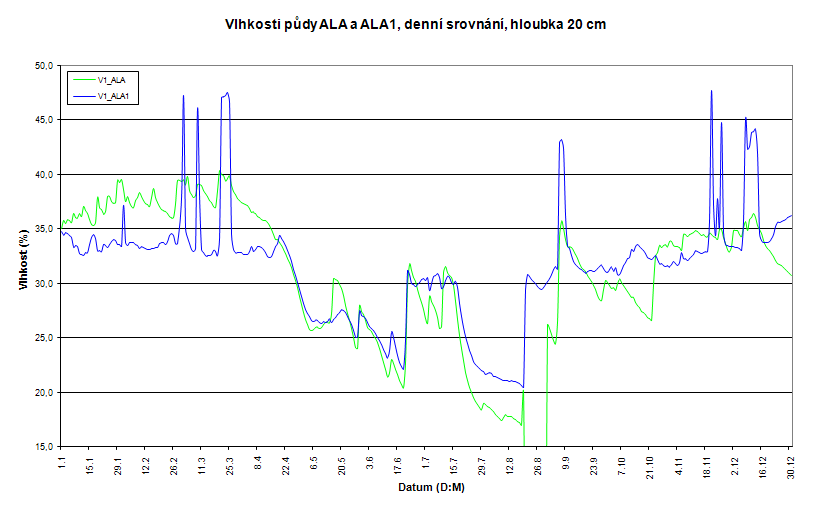 Vlhkosti půdy ALA a ALA1, denní srovnání, hloubka 20 cm
V1_ALA
V1_ALA1
50,0
45,0
40,0
35,0
30,0
25,0
20,0
15,0
Vlhkost (%)
1.1 15.1 29.1 12.2 26.2 11.3 25.3 8.4 22.4 6.5 20.5 3.6 17.6 1.7 15.7 29.7 12.8 26.8 9.9 23.9 7.10 21.10 4.11 18.11 2.12 16.12 30.12
Datum (D:M)